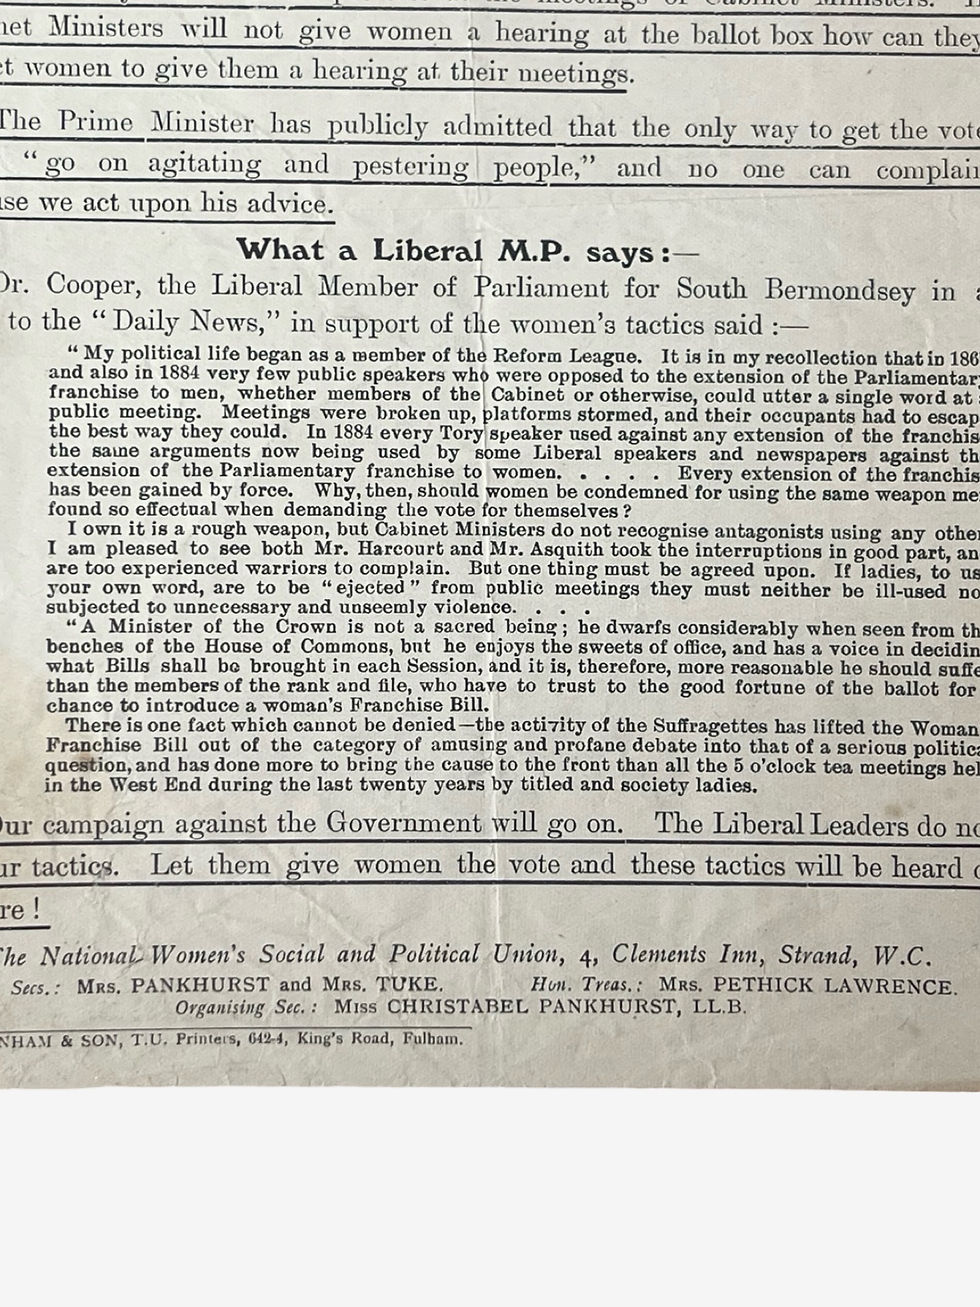 net Ministers will not give women a hearing at the ballot box how can they
ct women to give them a hearing at their meetings.
The Prime Minister has publicly admitted that the only way to get the vote
"go on agitating and pestering people," and no one can complain
use we act upon his advice.
What a Liberal M.P. says:—
Dr. Cooper, the Liberal Member of Parliament for South Bermondsey in a
to the "Daily News," in support of the women's tactics said :—
"My political life began as a member of the Reform League. It is in my recollection that in 186
and also in 1884 very few public speakers who were opposed to the extension of the Parliamentary
franchise to men, whether members of the Cabinet or otherwise, could utter a single word at
public meeting. Meetings were broken up, platforms stormed, and their occupants had to escap
the best way they could. In 1884 every Tory speaker used against any extension of the franchis
the same arguments now being used by some Liberal speakers and newspapers against th
extension of the Parliamentary franchise to women. . . . . Every extension of the franchis
has been gained by force. Why, then, should women be condemned for using the same weapon me
found so effectual when demanding the vote for themselves?
I own it is a rough weapon, but Cabinet Ministers do not recognise antagonists using any other
I am pleased to see both Mr. Harcourt and Mr. Asquith took the interruptions in good part, an
are too experienced warriors to complain. But one thing must be agreed upon. If ladies, to us
your own word, are to be "ejected" from public meetings they must neither be ill-used no
subjected to unnecessary and unseemly violence. . . .
"A Minister of the Crown is not a sacred being; he dwarfs considerably when seen from th
benches of the House of Commons, but he enjoys the sweets of office, and has a voice in decidin
what Bills shall be brought in each Session, and it is, therefore, more reasonable he should suffe
than the members of the rank and file, who have to trust to the good fortune of the ballot for
chance to introduce a woman's Franchise Bill.
There is one fact which cannot be denied—the acti7ity of the Suffragettes has lifted the Woman
Franchise Bill out of the category of amusing and profane debate into that of a serious politica
question, and has done more to bring the cause to the front than all the 5 o'clock tea meetings hel
in the West End during the last twenty years by titled and society ladies.
Our campaign against the Government will go on. The Liberal Leaders do no
ur tactics. Let them give women the vote and these tactics will be heard o
re!
The National Women's Social and Political Union, 4, Clements Inn, Strand, W.C.
Secs.: Mrs. PANKHURST and Mrs. TUKE. Hon. Treas.: Mrs. PETHICK LAWRENCE.
Organising Sec.: Miss CHRISTABEL PANKHURST, LL.B.
NHAM & SON, T.U. Printers, 642-4, King's Road, Fulham.